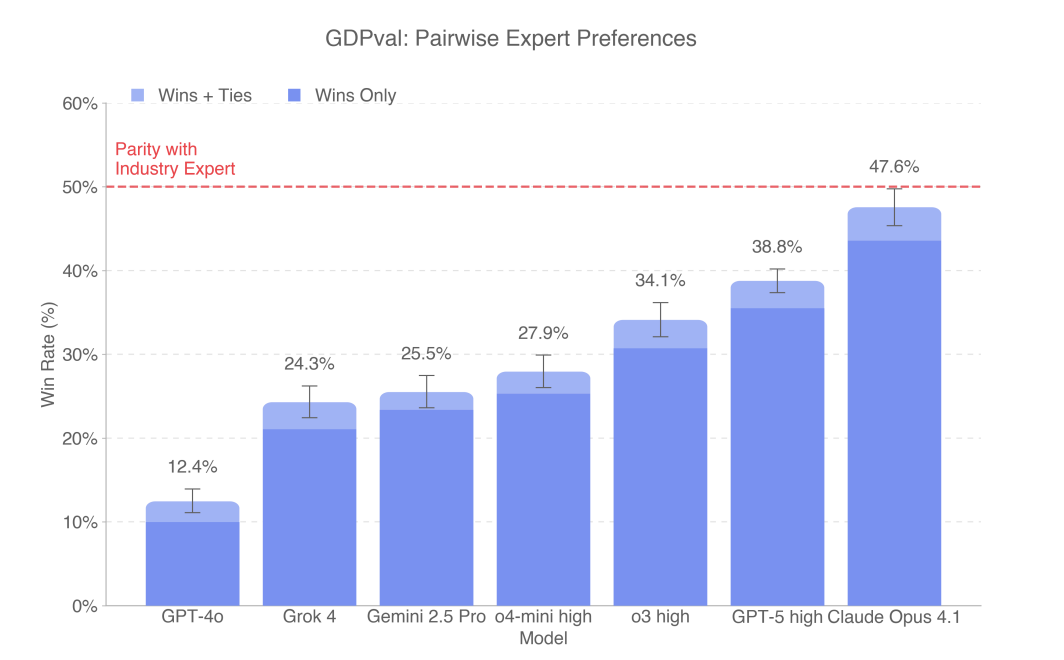 GDPval: Pairwise Expert Preferences
Wins + Ties
Wins Only
60%
Parity with
Industry Expert
50%
40%
30%
20%
10%
0%
Win Rate (%)
12.4%
24.3%
25.5%
27.9%
34.1%
38.8%
47.6%
GPT-4o
Grok 4
Gemini 2.5 Pro
o4-mini high
o3 high
GPT-5 high
Claude Opus 4.1
Model